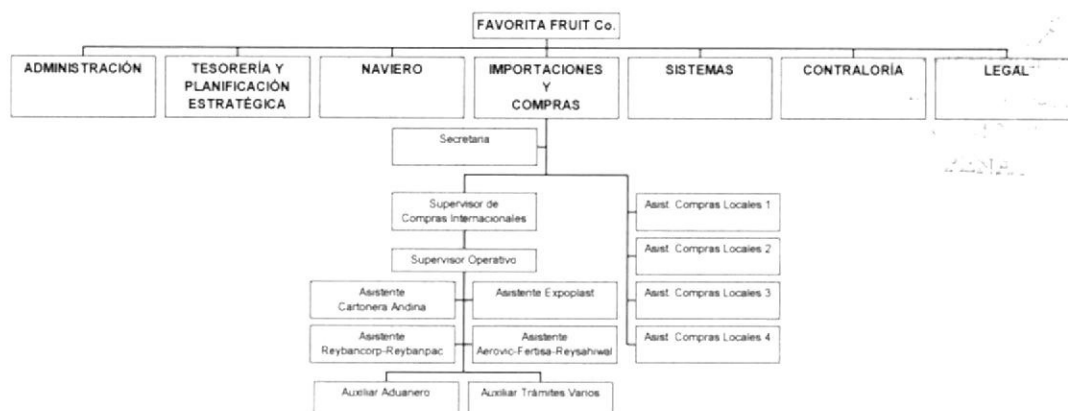 FAVORITA FRUIT Co.
ADMINISTRACIÓN
TESORERÍA Y
PLANIFICACIÓN
ESTRATÉGICA
NAVIERO
IMPORTACIONES
Y
COMPRAS
SISTEMAS
CONTRALORÍA
LEGAL
Secretaria
Supervisor de
Compras Internacionales
Supervisor Operativo
Asistente
Cartonera Andina
Asistente Expoplast
Asistente
Reybancorp-Reybanpac
Asistente
Aerovic-Fertisa-Reysahiwal
Auxiliar Aduanero
Auxiliar Trámites Varios
Asist. Compras Locales 1
Asist. Compras Locales 2
Asist. Compras Locales 3
Asist. Compras Locales 4